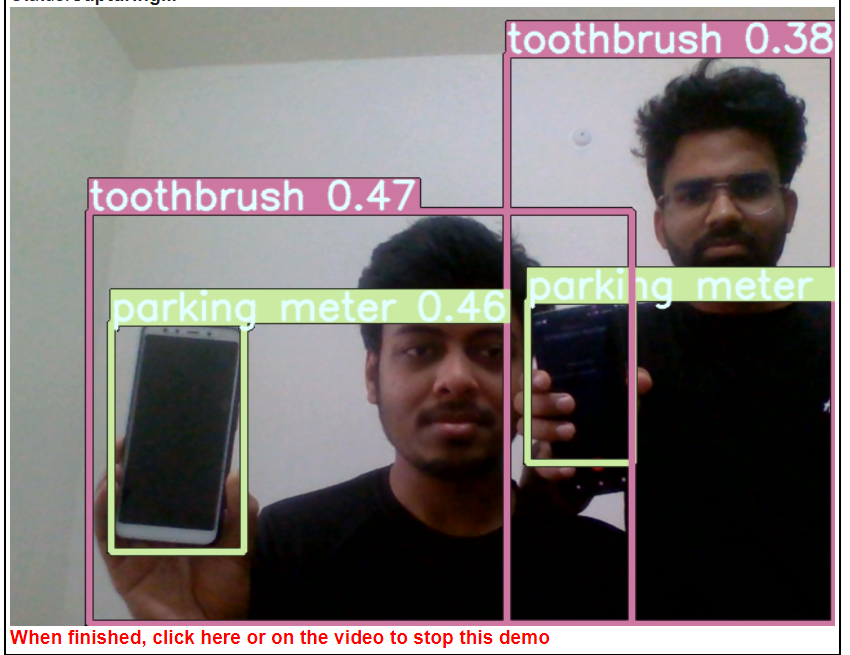 toothbrush 0.38
toothbrush 0.47
parking meter 0.46
parking meter
When finished, click here or on the video to stop this demo